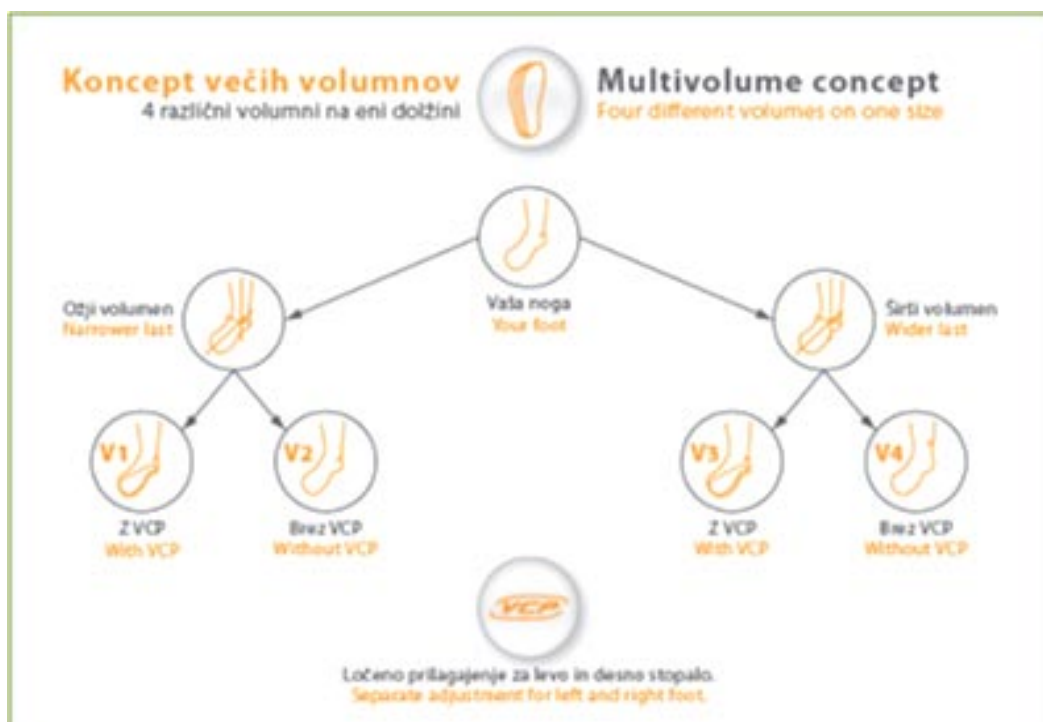 Koncept večih volumnov
4 različni volumni na eni dolžini
Multivolume concept
Four different volumes on one size
Vaša noga
Your foot
Ožji volumen
Narrower last
Širši volumen
Wider last
V1
Z VCP
With VCP
V2
Brez VCP
Without VCP
V3
Z VCP
With VCP
V4
Brez VCP
Without VCP
VCP
Ločeno prilagajenje za levo in desno stopalo.
Separate adjustment for left and right foot.